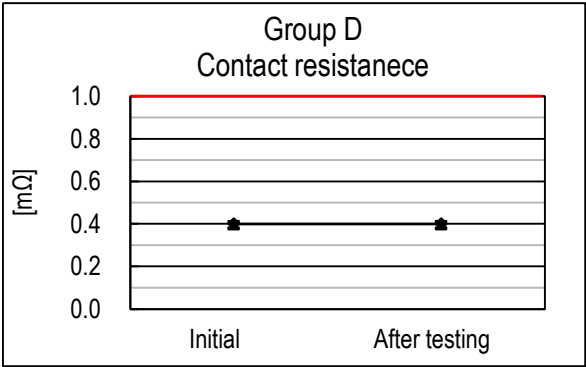 Group D
Contact resistanece
[mΩ]
1.0
0.8
0.6
0.4
0.2
0.0
Initial After testing